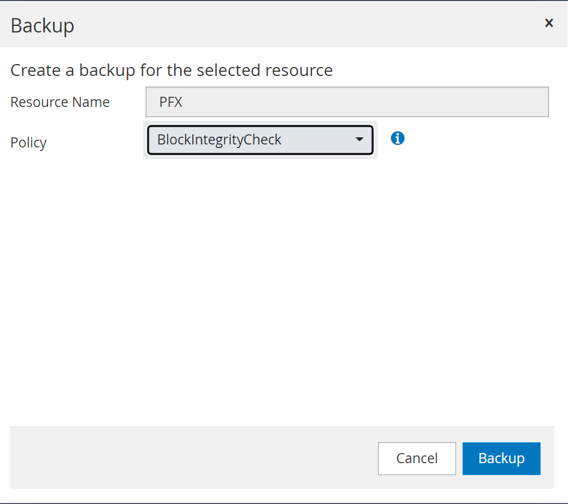 Backup ×
Create a backup for the selected resource
Resource Name PFX
Policy BlockIntegrityCheck
Cancel Backup